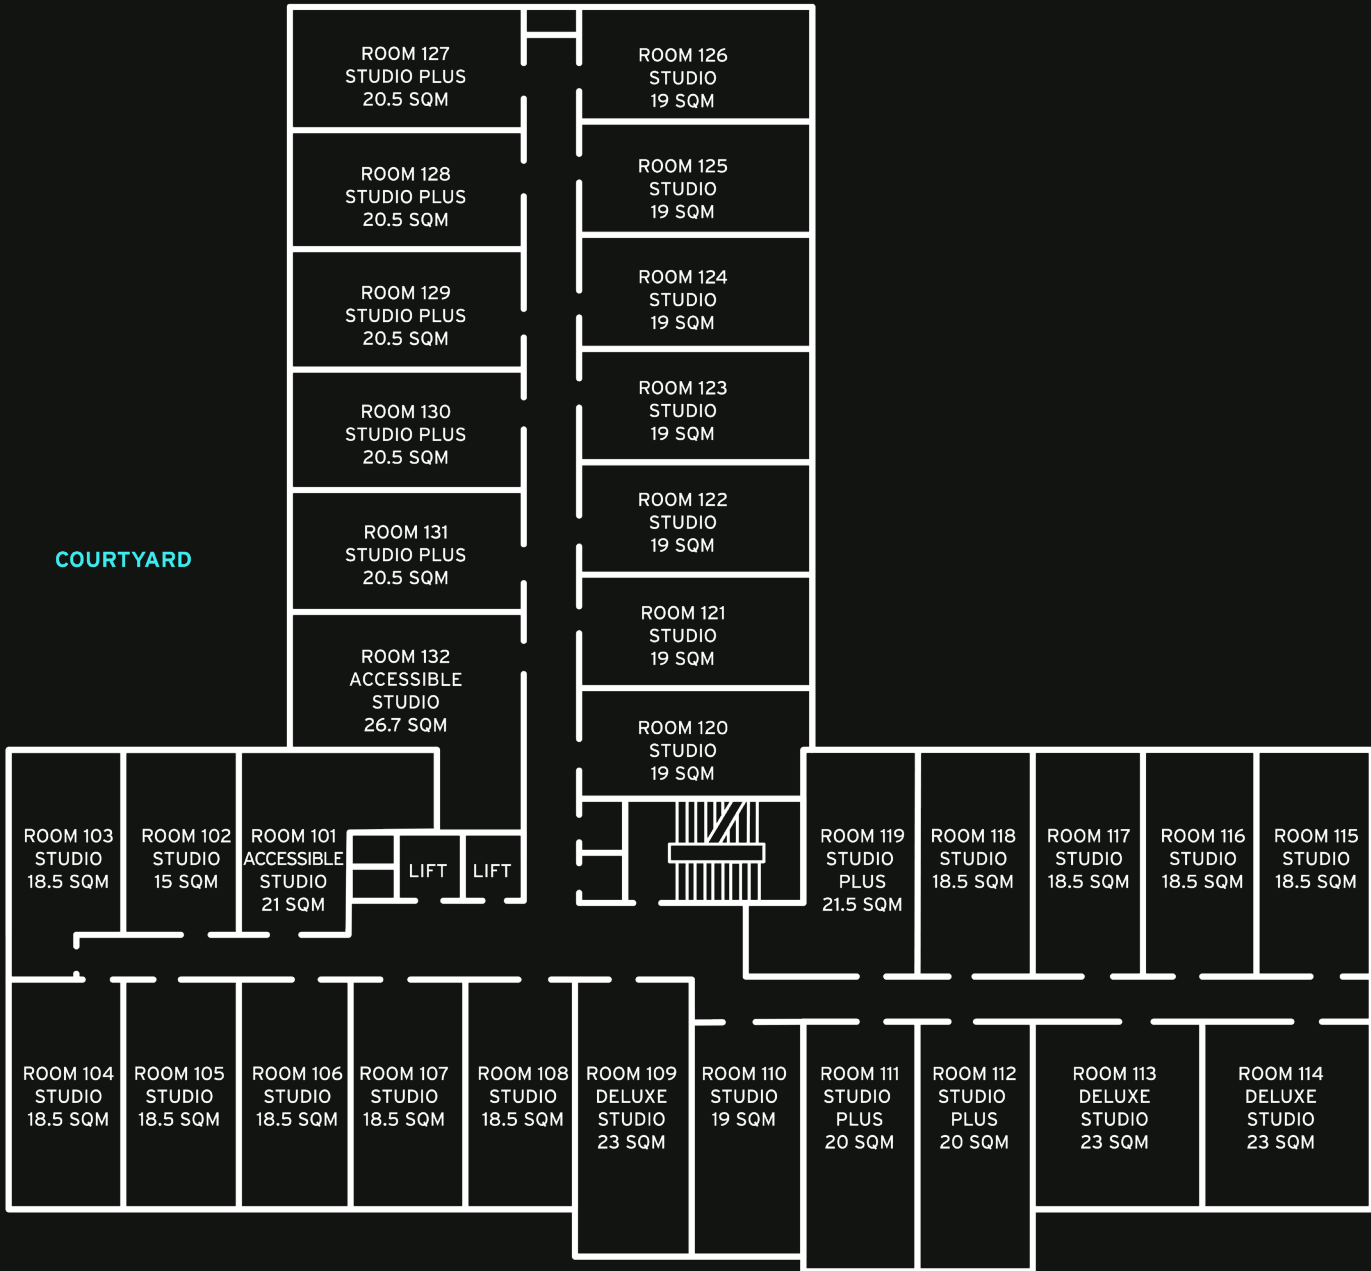 ROOM 127
STUDIO PLUS
20.5 SQM
ROOM 126
STUDIO
19 SQM
ROOM 128
STUDIO PLUS
20.5 SQM
ROOM 125
STUDIO
19 SQM
ROOM 129
STUDIO PLUS
20.5 SQM
ROOM 124
STUDIO
19 SQM
ROOM 130
STUDIO PLUS
20.5 SQM
ROOM 123
STUDIO
19 SQM
ROOM 131
STUDIO PLUS
20.5 SQM
ROOM 122
STUDIO
19 SQM
COURTYARD
ROOM 132
ACCESSIBLE
STUDIO
26.7 SQM
ROOM 121
STUDIO
19 SQM
ROOM 120
STUDIO
19 SQM
ROOM 103
STUDIO
18.5 SQM
ROOM 102
STUDIO
15 SQM
ROOM 101
ACCESSIBLE
STUDIO
21 SQM
LIFT
LIFT
ROOM 119
STUDIO
PLUS
21.5 SQM
ROOM 118
STUDIO
18.5 SQM
ROOM 117
STUDIO
18.5 SQM
ROOM 116
STUDIO
18.5 SQM
ROOM 115
STUDIO
18.5 SQM
ROOM 104
STUDIO
18.5 SQM
ROOM 105
STUDIO
18.5 SQM
ROOM 106
STUDIO
18.5 SQM
ROOM 107
STUDIO
18.5 SQM
ROOM 108
STUDIO
18.5 SQM
ROOM 109
DELUXE
STUDIO
23 SQM
ROOM 110
STUDIO
19 SQM
ROOM 111
STUDIO
PLUS
20 SQM
ROOM 112
STUDIO
PLUS
20 SQM
ROOM 113
DELUXE
STUDIO
23 SQM
ROOM 114
DELUXE
STUDIO
23 SQM